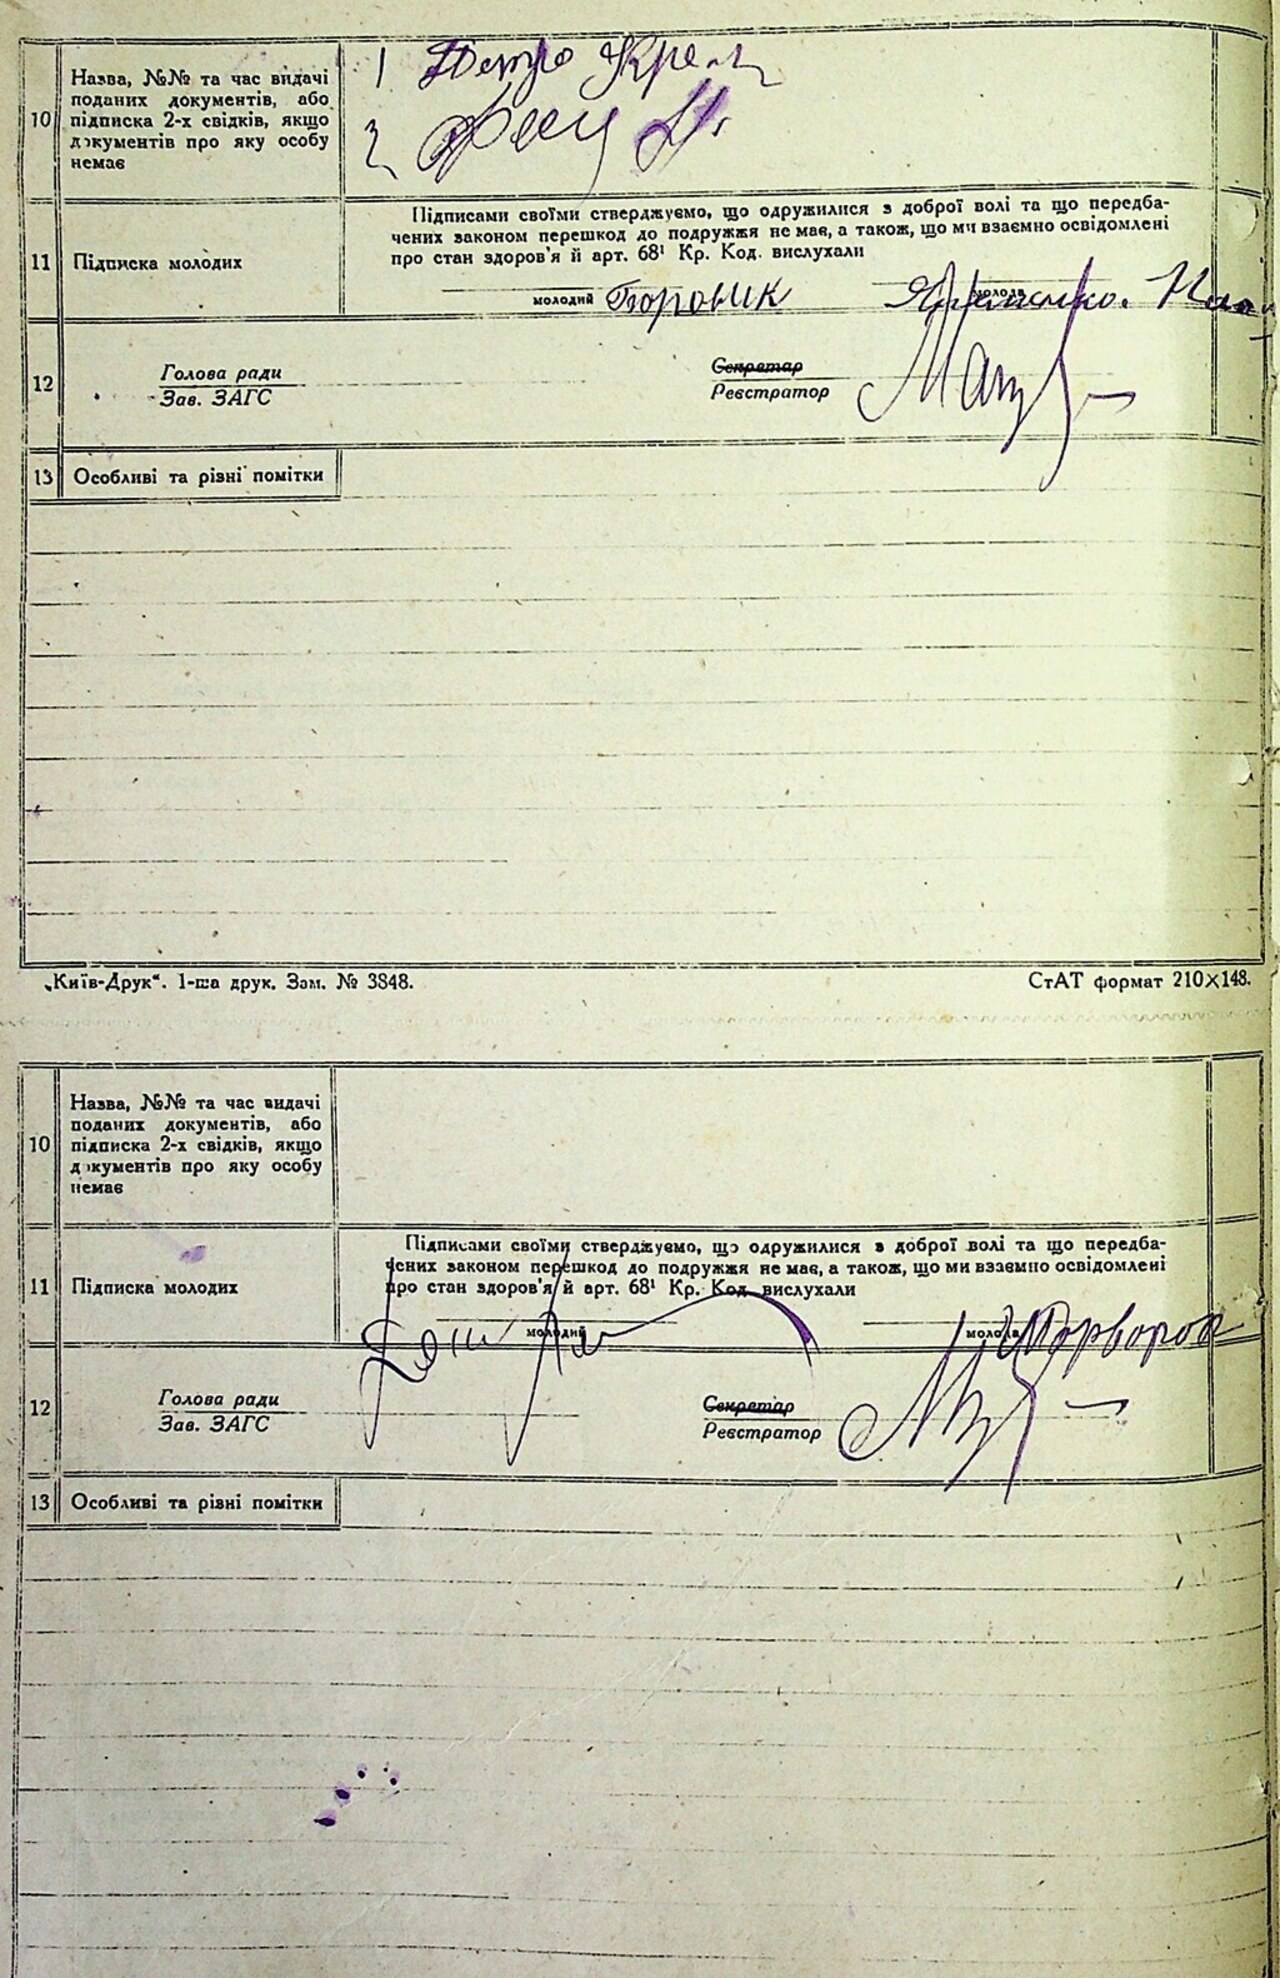 10
Назва, №№ та час видачі
поданих документів, або
підписка 2-х свідків, якщо
документів про яку особу
немає
1 Петро
2
11
Підписка молодих
Підписами своїми стверджуємо, що одружилися з доброї волі та що передба-
чених законом перешкод до подружжя не має, а також, що ми взаємно освідомлені
про стан здоров'я й арт. 68¹ Кр. Код. вислухали
молодий Боровик
молода
12
Голова ради
Зав. ЗАГС
Секретар
Реєстратор
13
Особливі та різні помітки
„Київ-Друк“. 1-ша друк. Зам. № 3848.
СтАТ формат 210×148.
10
Назва, №№ та час видачі
поданих документів, або
підписка 2-х свідків, якщо
документів про яку особу
немає
11
Підписка молодих
Підписами своїми стверджуємо, що одружилися з доброї волі та що передба-
чених законом перешкод до подружжя не має, а також, що ми взаємно освідомлені
про стан здоров'я й арт. 68¹ Кр. Код вислухали
молодий
молода
12
Голова ради
Зав. ЗАГС
Секретар
Реєстратор
13
Особливі та різні помітки